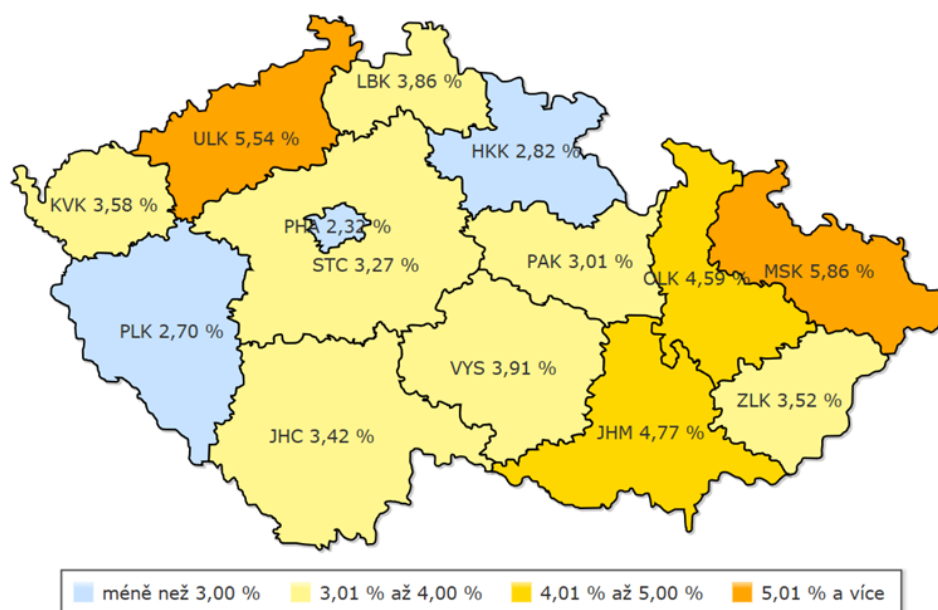 LBK 3,86 %
ULK 5,54 %
HKK 2,82 %
KVK 3,58 %
PHA 2,32 %
STC 3,27 %
PAK 3,01 %
OLK 4,59 %
MSK 5,86 %
PLK 2,70 %
VYS 3,91 %
ZLK 3,52 %
JHC 3,42 %
JHM 4,77 %
méně než 3,00 % 3,01 % až 4,00 % 4,01 % až 5,00 % 5,01 % a více